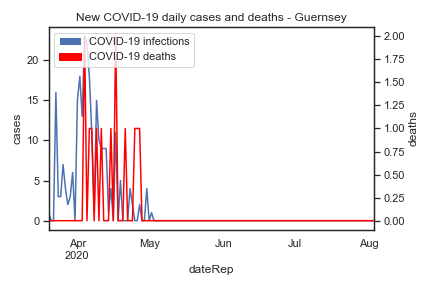 New COVID-19 daily cases and deaths - Guernsey
COVID-19 infections
COVID-19 deaths
cases
20
15
10
5
0
deaths
2.00
1.75
1.50
1.25
1.00
0.75
0.50
0.25
0.00
Apr
2020
May
Jun
Jul
Aug
dateRep